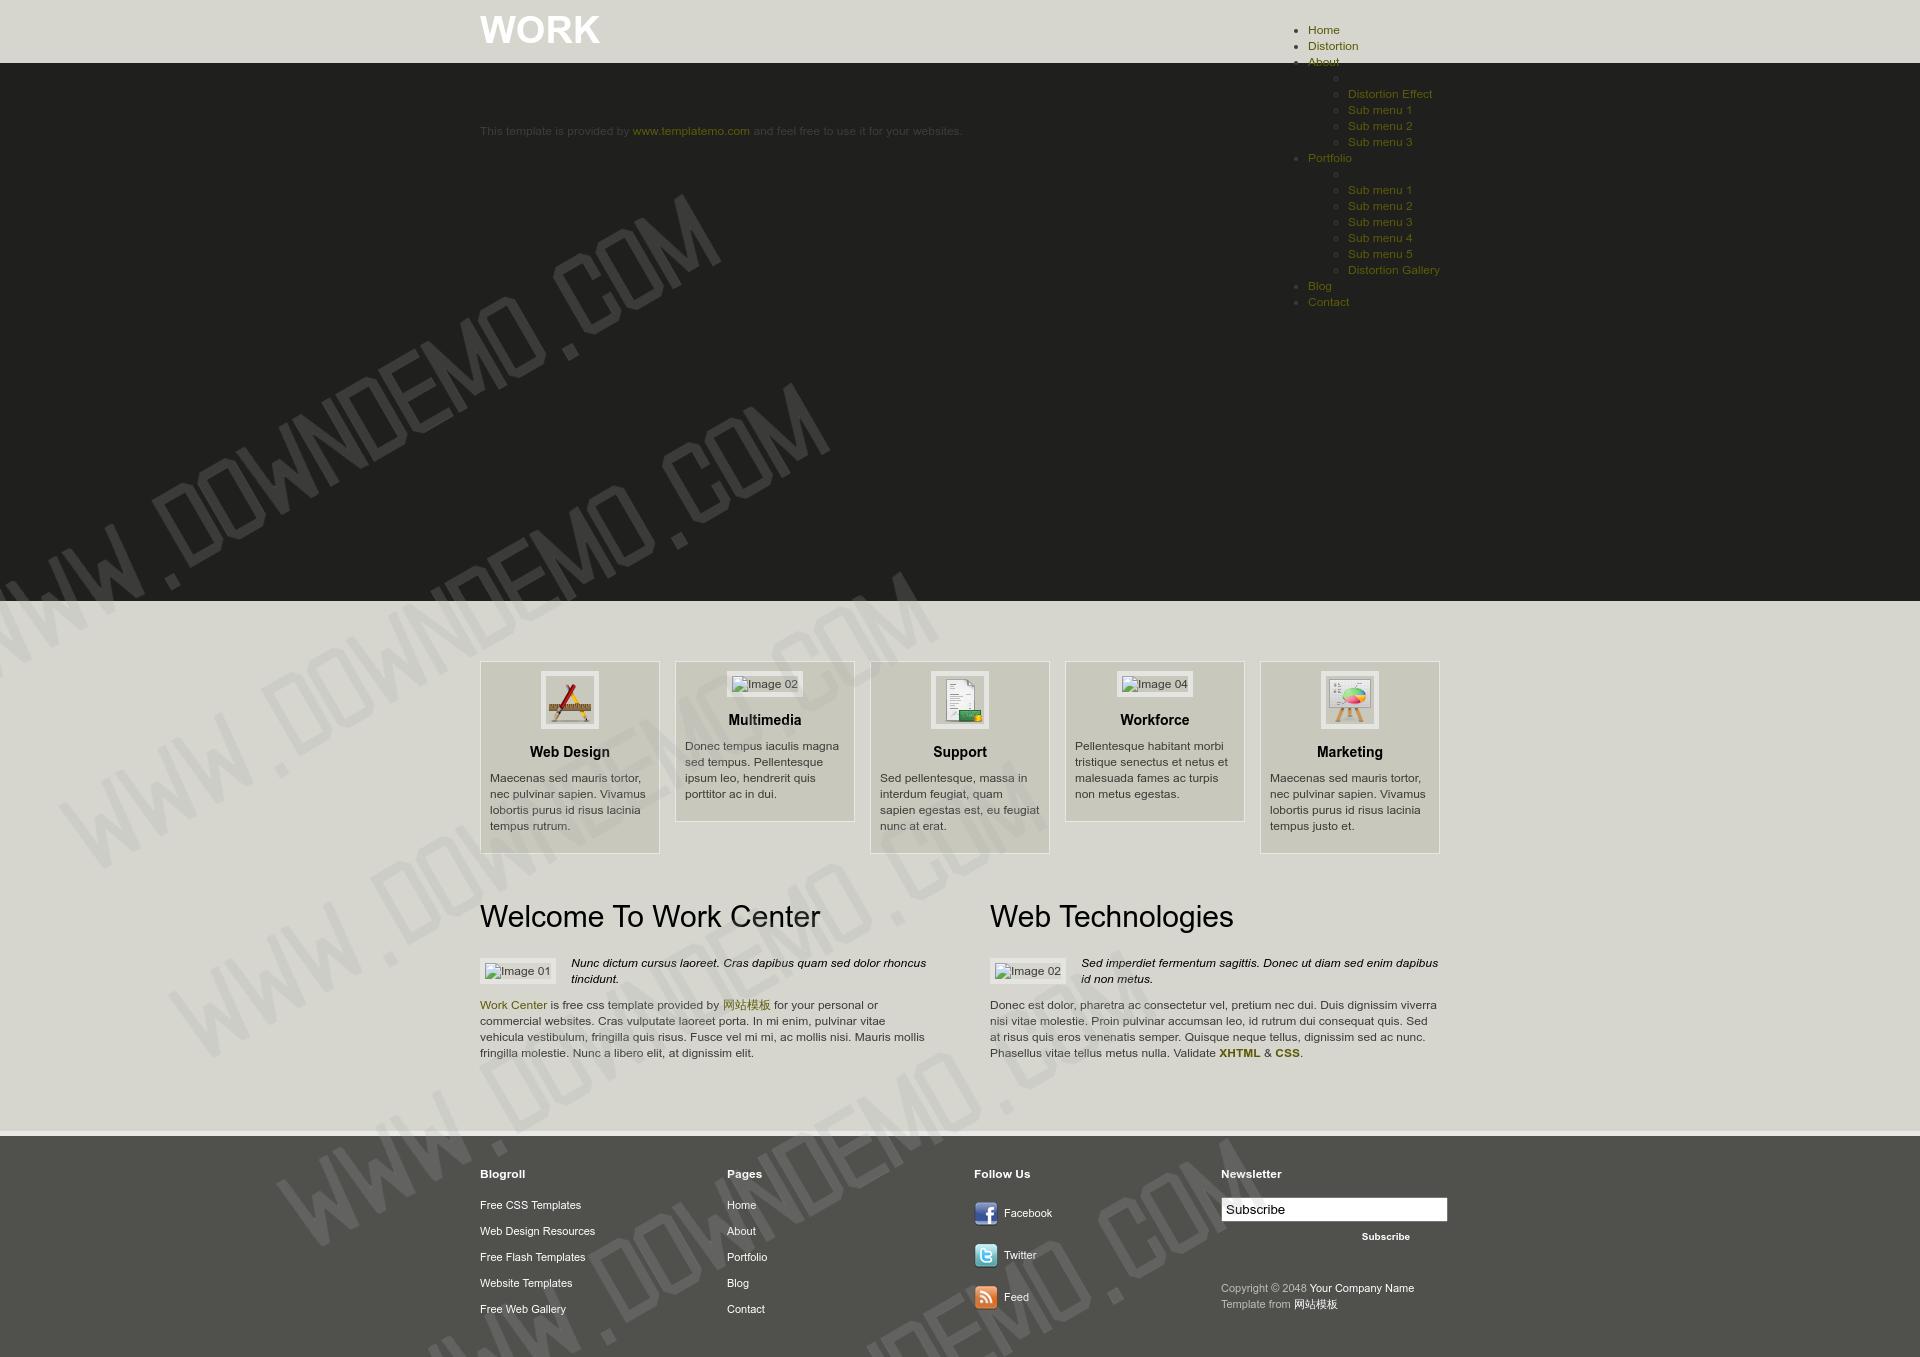 WORK
Home
Distortion
About
Distortion Effect
Sub menu 1
Sub menu 2
Sub menu 3
Portfolio
Sub menu 1
Sub menu 2
Sub menu 3
Sub menu 4
Sub menu 5
Distortion Gallery
Blog
Contact
This template is provided by www.templatemo.com and feel free to use it for your websites.
WWW.DOWNDEMO.COM
WWW.DOWNDEMO.COM
WWW.DOWNDEMO.COM
WWW.DOWNDEMO.COM
WWW.DOWNDEMO.COM
Web Design
Maecenas sed mauris tortor,
nec pulvinar sapien. Vivamus
lobortis purus id risus lacinia
tempus rutrum.
Image 02
Multimedia
Donec tempus iaculis magna
sed tempus. Pellentesque
ipsum leo, hendrerit quis
porttitor ac in dui.
Support
Sed pellentesque, massa in
interdum feugiat, quam
sapien egestas est, eu feugiat
nunc at erat.
Image 04
Workforce
Pellentesque habitant morbi
tristique senectus et netus et
malesuada fames ac turpis
non metus egestas.
Marketing
Maecenas sed mauris tortor,
nec pulvinar sapien. Vivamus
lobortis purus id risus lacinia
tempus justo et.
Welcome To Work Center
Image 01
Nunc dictum cursus laoreet. Cras dapibus quam sed dolor rhoncus
tincidunt.
Work Center is free css template provided by 网站模板 for your personal or
commercial websites. Cras vulputate laoreet porta. In mi enim, pulvinar vitae
vehicula vestibulum, fringilla quis risus. Fusce vel mi mi, ac mollis nisi. Mauris mollis
fringilla molestie. Nunc a libero elit, at dignissim elit.
Web Technologies
Image 02
Sed imperdiet fermentum sagittis. Donec ut diam sed enim dapibus
id non metus.
Donec est dolor, pharetra ac consectetur vel, pretium nec dui. Duis dignissim viverra
nisi vitae molestie. Proin pulvinar accumsan leo, id rutrum dui consequat quis. Sed
at risus quis eros venenatis semper. Quisque neque tellus, dignissim sed ac nunc.
Phasellus vitae tellus metus nulla. Validate XHTML & CSS.
Blogroll
Free CSS Templates
Web Design Resources
Free Flash Templates
Website Templates
Free Web Gallery
Pages
Home
About
Portfolio
Blog
Contact
Follow Us
Facebook
Twitter
Feed
Newsletter
Subscribe
Subscribe
Copyright © 2048 Your Company Name
Template from 网站模板